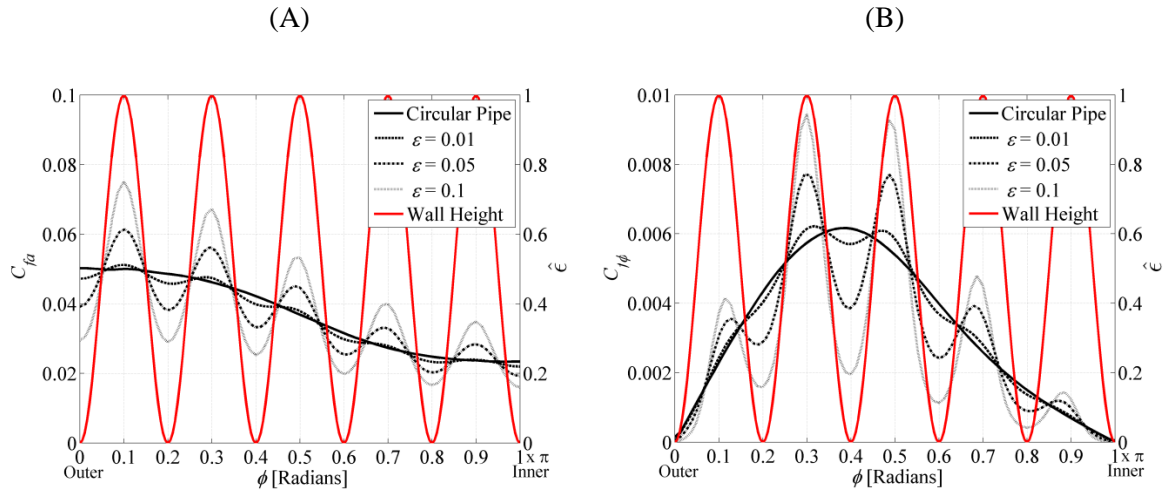 (A)
(B)
0.1
0.08
0.06
0.04
0.02
0
C_fa
1
0.8
0.6
0.4
0.2
0
ϵ̂
Circular Pipe
ε = 0.01
ε = 0.05
ε = 0.1
Wall Height
0 0.1 0.2 0.3 0.4 0.5 0.6 0.7 0.8 0.9 1 x π
Outer
ϕ [Radians]
Inner
0.01
0.008
0.006
0.004
0.002
0
C_fϕ
1
0.8
0.6
0.4
0.2
0
ϵ̂
Circular Pipe
ε = 0.01
ε = 0.05
ε = 0.1
Wall Height
0 0.1 0.2 0.3 0.4 0.5 0.6 0.7 0.8 0.9 1 x π
Outer
ϕ [Radians]
Inner